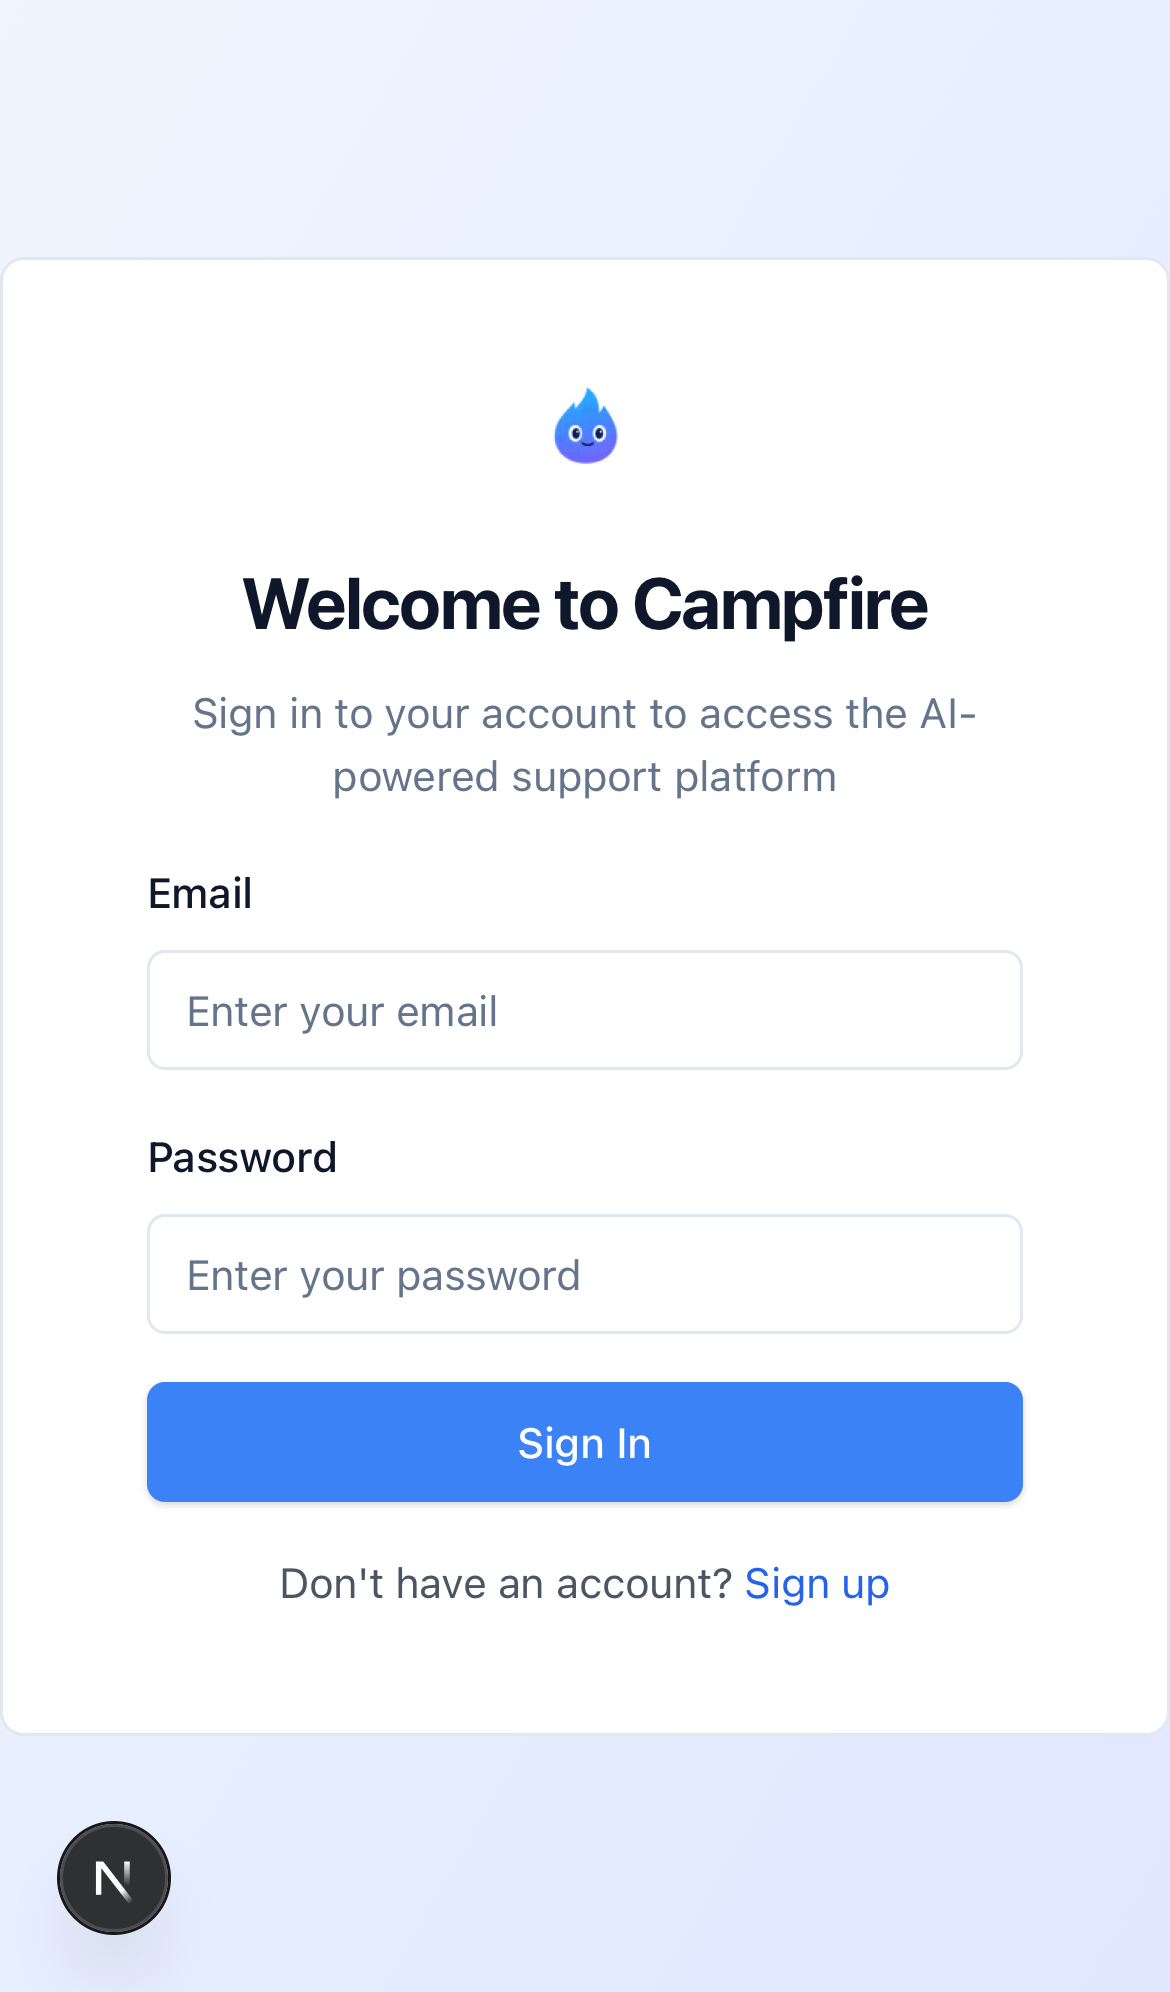 Welcome to Campfire
Sign in to your account to access the AI-
powered support platform
Email
Enter your email
Password
Enter your password
Sign In
Don't have an account? Sign up
N